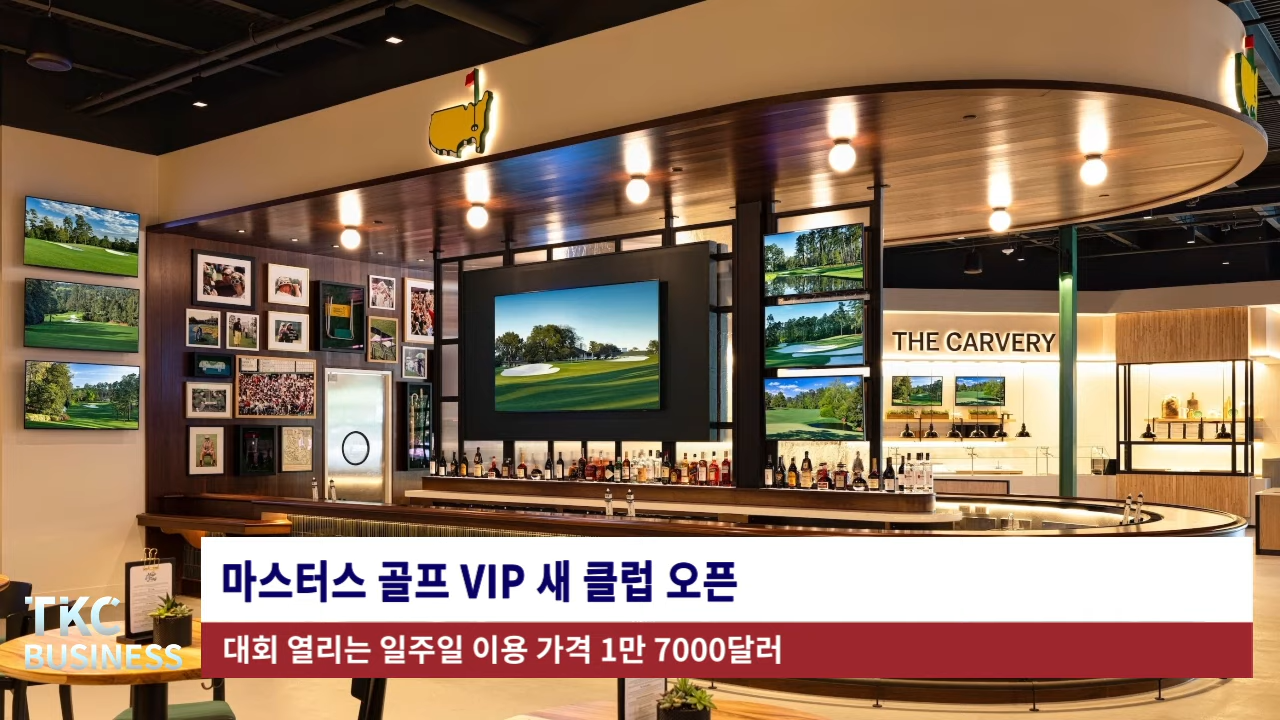 THE CARVERY
마스터스 골프 VIP 새 클럽 오픈
대회 열리는 일주일 이용 가격 1만 7000달러
TKC
BUSINESS